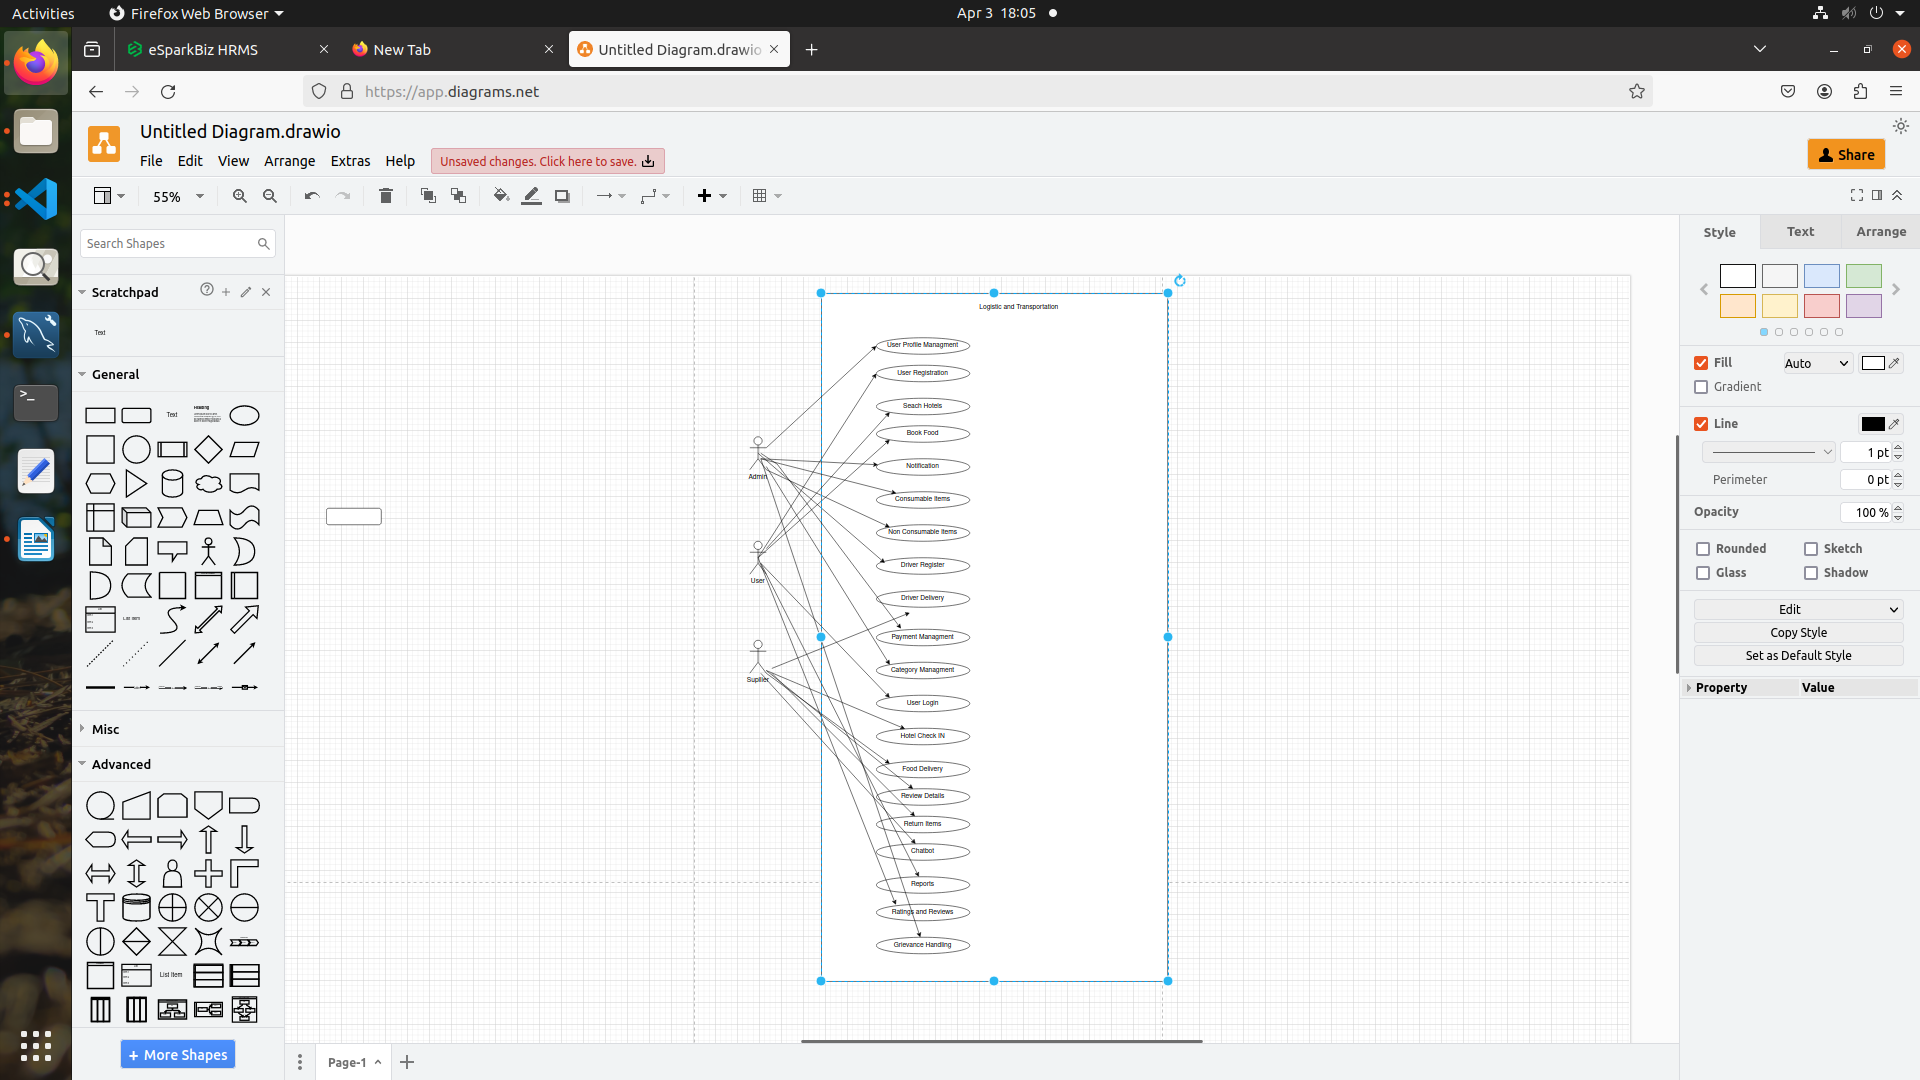 Activities
Firefox Web Browser
Apr 3 18:05
eSparkBiz HRMS
New Tab
Untitled Diagram.drawio
https://app.diagrams.net
Untitled Diagram.drawio
File Edit View Arrange Extras Help
Unsaved changes. Click here to save.
Share
55%
Search Shapes
Scratchpad
Text
General
Text
Heading
List Item
Misc
Advanced
List Item
+ More Shapes
Logistic and Transportation
User Profile Managment
User Registration
Seach Hotels
Book Food
Notification
Consumable Items
Non Consumable Items
Driver Register
Driver Delivery
Payment Managment
Category Managment
User Login
Hotel Check IN
Food Delivery
Review Details
Return Items
Chatbot
Reports
Ratings and Reviews
Grievance Handling
Admin
User
Suplier
Page-1
Style Text Arrange
Fill
Auto
Gradient
Line
1 pt
Perimeter
0 pt
Opacity
100 %
Rounded
Sketch
Glass
Shadow
Edit
Copy Style
Set as Default Style
Property Value